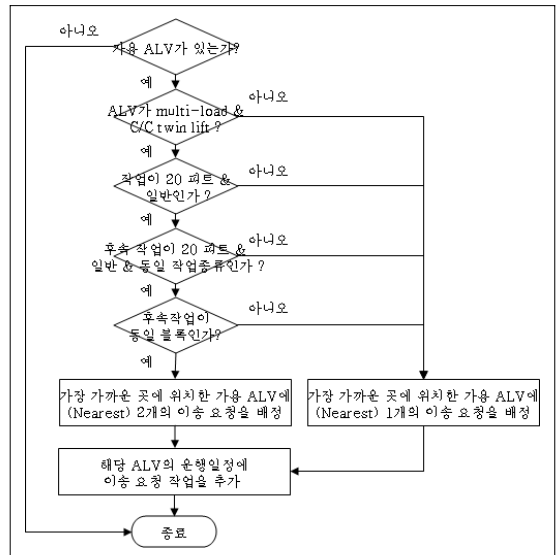 아니오
가용 ALV가 있는가?
예
ALV가 multi-load &
C/C twin lift ?
아니오
예
작업이 20 피트 &
일반인가 ?
아니오
예
후속 작업이 20 피트 &
일반 & 동일 작업종류인가 ?
아니오
예
후속작업이
동일 블록인가?
아니오
예
가장 가까운 곳에 위치한 가용 ALV에
(Nearest) 2개의 이송 요청을 배정
가장 가까운 곳에 위치한 가용 ALV에
(Nearest) 1개의 이송 요청을 배정
해당 ALV의 운행일정에
이송 요청 작업을 추가
종료